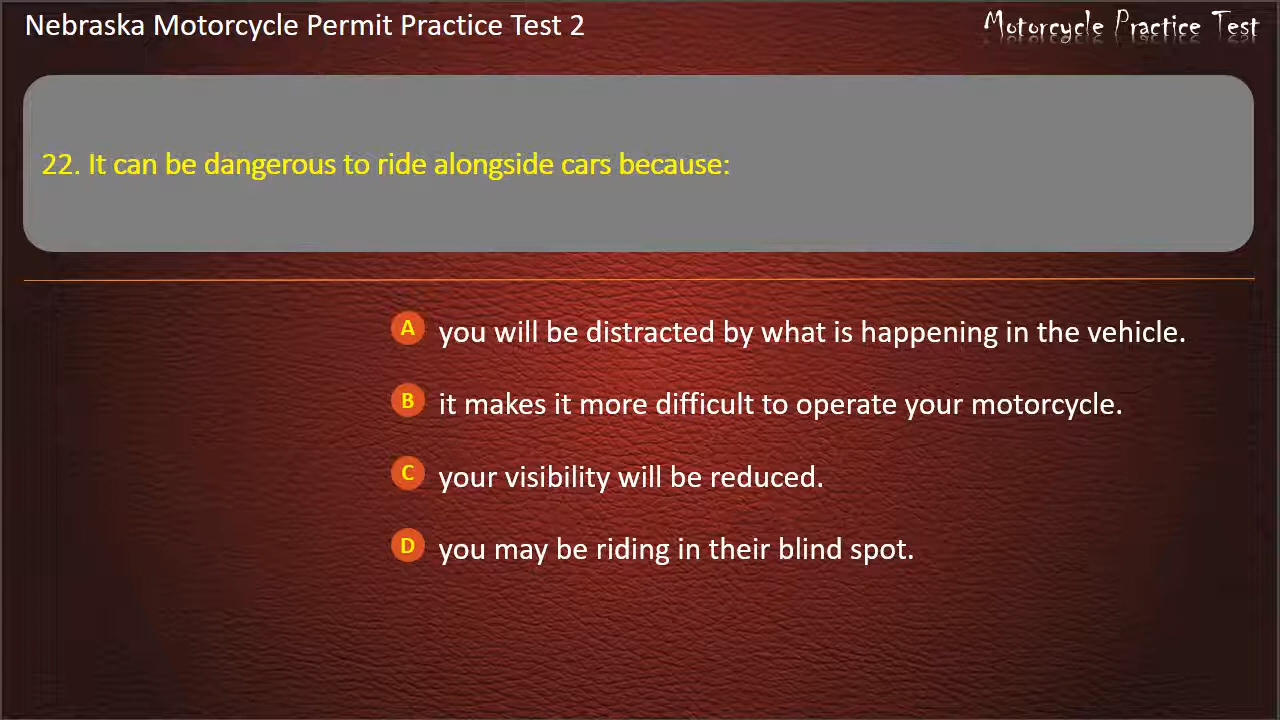 Nebraska Motorcycle Permit Practice Test 2
Motorcycle Practice Test
22. It can be dangerous to ride alongside cars because:
A you will be distracted by what is happening in the vehicle.
B it makes it more difficult to operate your motorcycle.
C your visibility will be reduced.
D you may be riding in their blind spot.